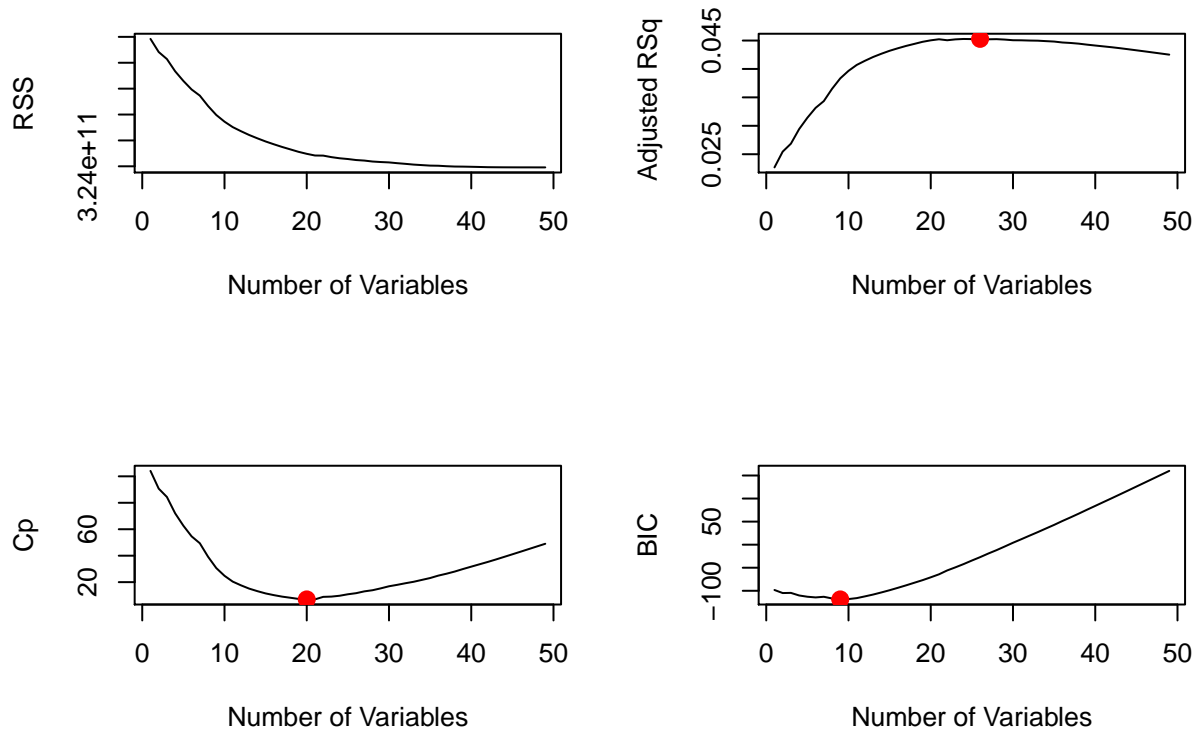 RSS
3.24e+11
0 10 20 30 40 50
Number of Variables
Adjusted RSq
0.025 0.045
0 10 20 30 40 50
Number of Variables
Cp
20 60
0 10 20 30 40 50
Number of Variables
BIC
−100 50
0 10 20 30 40 50
Number of Variables